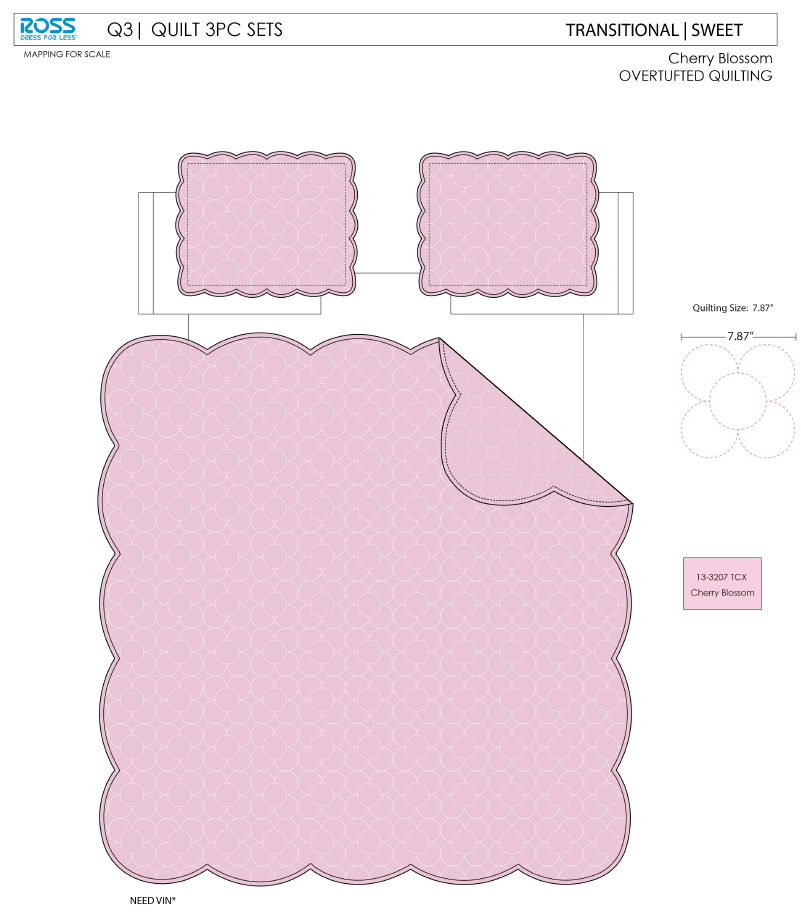 ROSS
DRESS FOR LESS®
Q3| QUILT 3PC SETS
TRANSITIONAL | SWEET
MAPPING FOR SCALE
Cherry Blossom
OVERTUFTED QUILTING
Quilting Size: 7.87"
7.87"
13-3207 TCX
Cherry Blossom
NEED VIN*